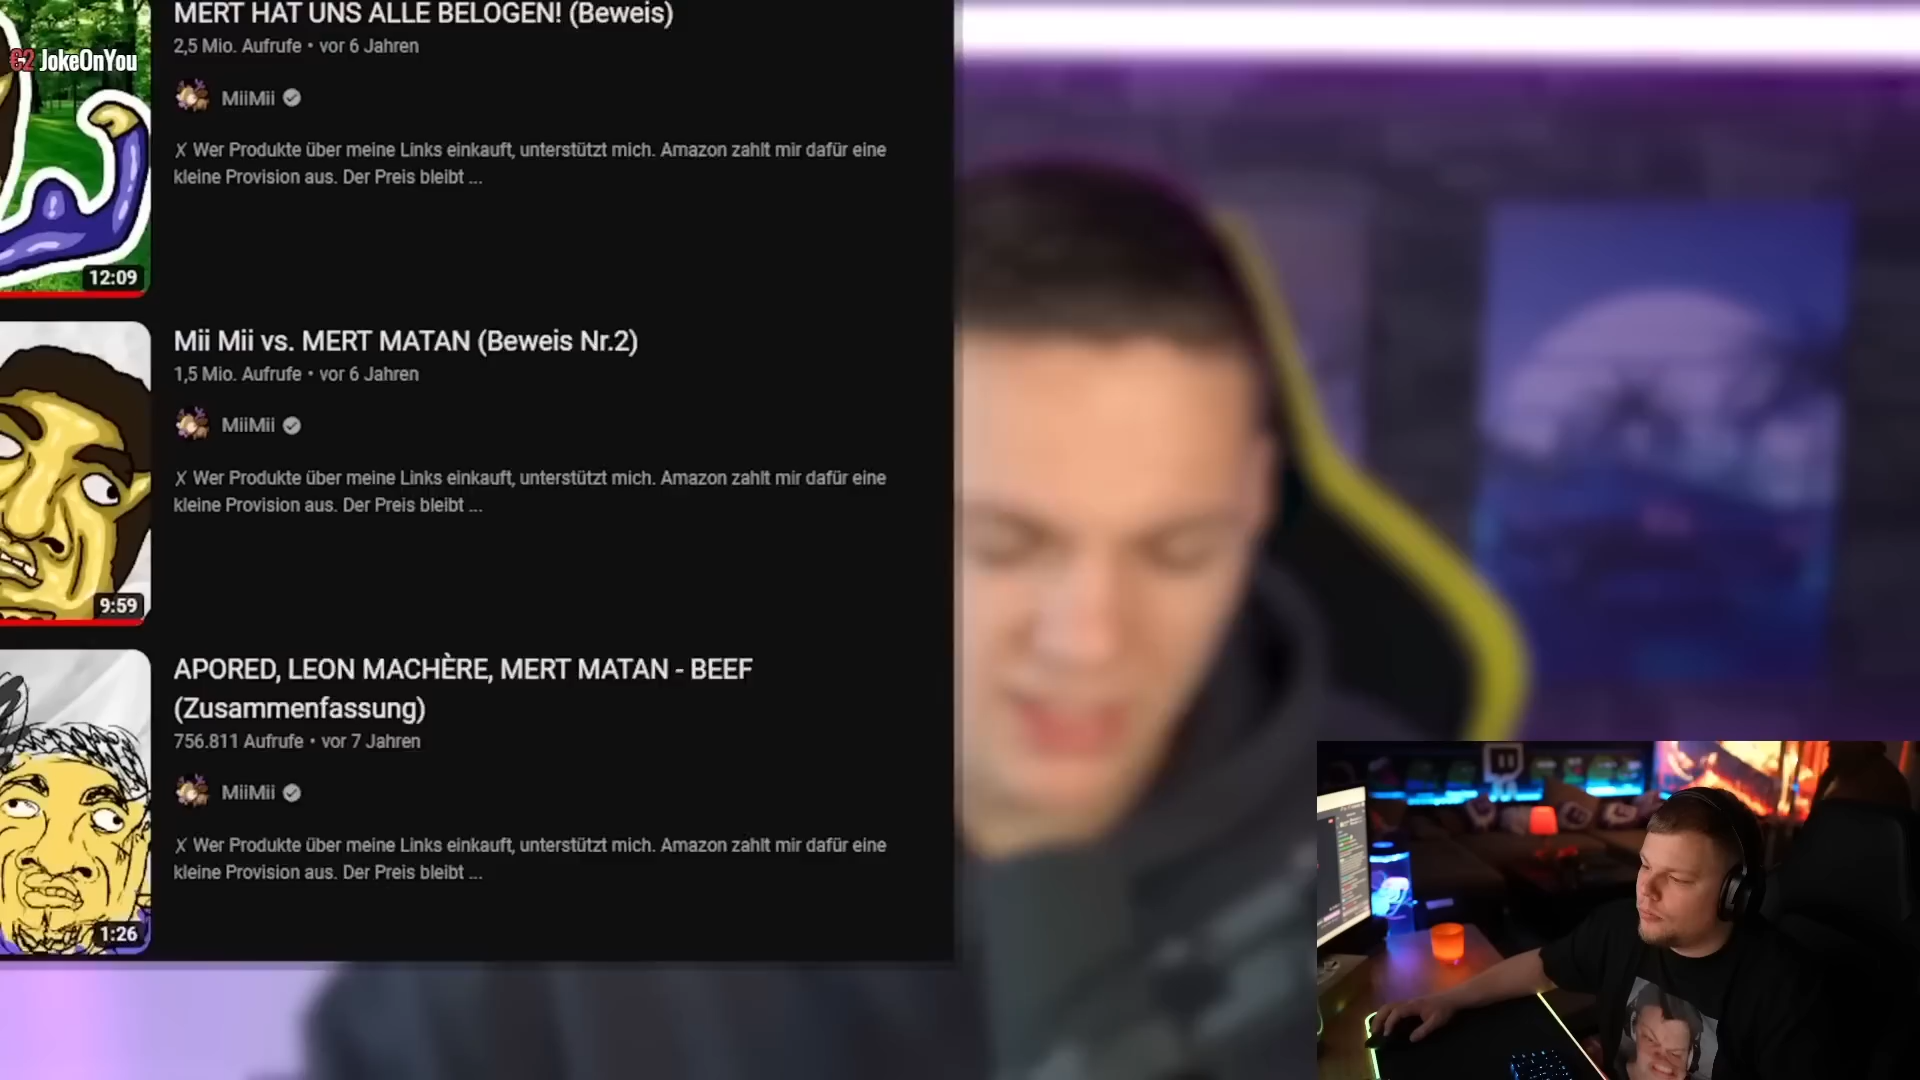 MERT HAT UNS ALLE BELOGEN! (Beweis)
2,5 Mio. Aufrufe • vor 6 Jahren
€2 JokeOnYou
MiiMii
X Wer Produkte über meine Links einkauft, unterstützt mich. Amazon zahlt mir dafür eine
kleine Provision aus. Der Preis bleibt ...
12:09
Mii Mii vs. MERT MATAN (Beweis Nr.2)
1,5 Mio. Aufrufe • vor 6 Jahren
MiiMii
X Wer Produkte über meine Links einkauft, unterstützt mich. Amazon zahlt mir dafür eine
kleine Provision aus. Der Preis bleibt ...
9:59
APORED, LEON MACHÈRE, MERT MATAN - BEEF
(Zusammenfassung)
756.811 Aufrufe • vor 7 Jahren
MiiMii
X Wer Produkte über meine Links einkauft, unterstützt mich. Amazon zahlt mir dafür eine
kleine Provision aus. Der Preis bleibt ...
1:26